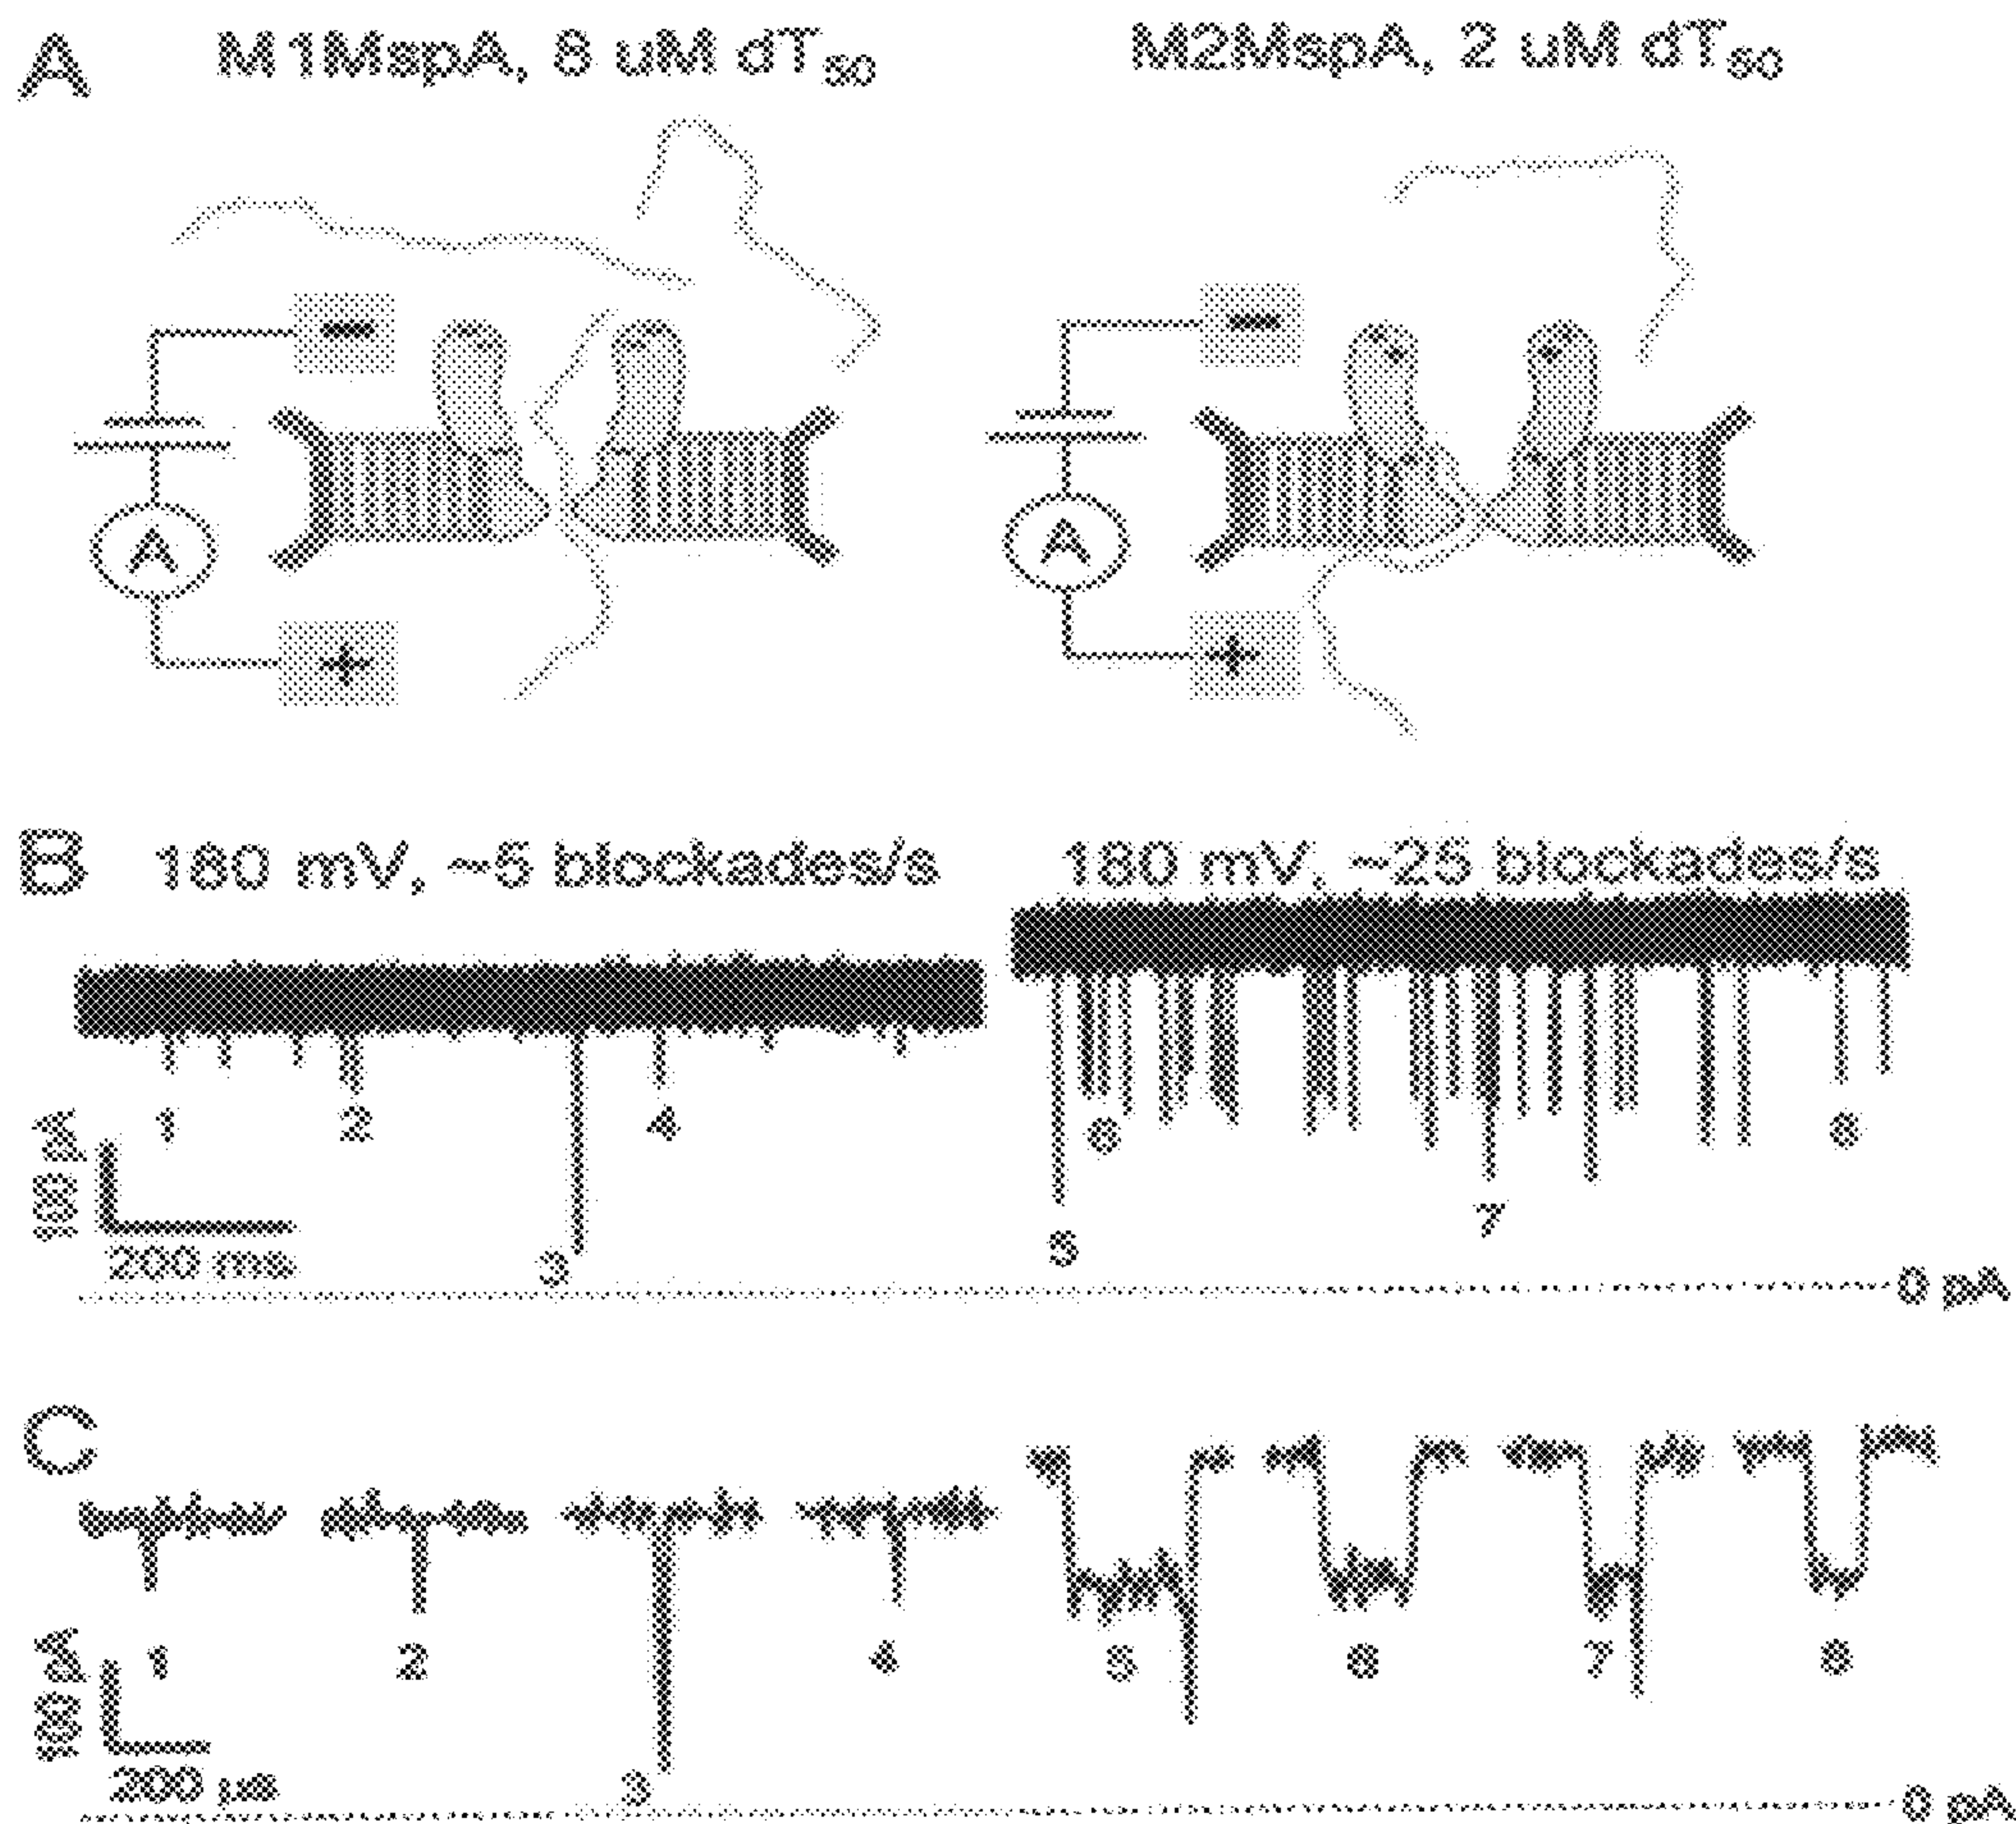 A M1MspA, 8 uM dT50 M2MspA, 2 uM dT50
− −
A A
+ +
B 180 mV, ~5 blockades/s 180 mV, ~25 blockades/s
1 2 4 6 8
100 pA
3 5 7
200 ms
0 pA
C
1 2 4 5 6 7 8
100 pA
200 µs
3
0 pA